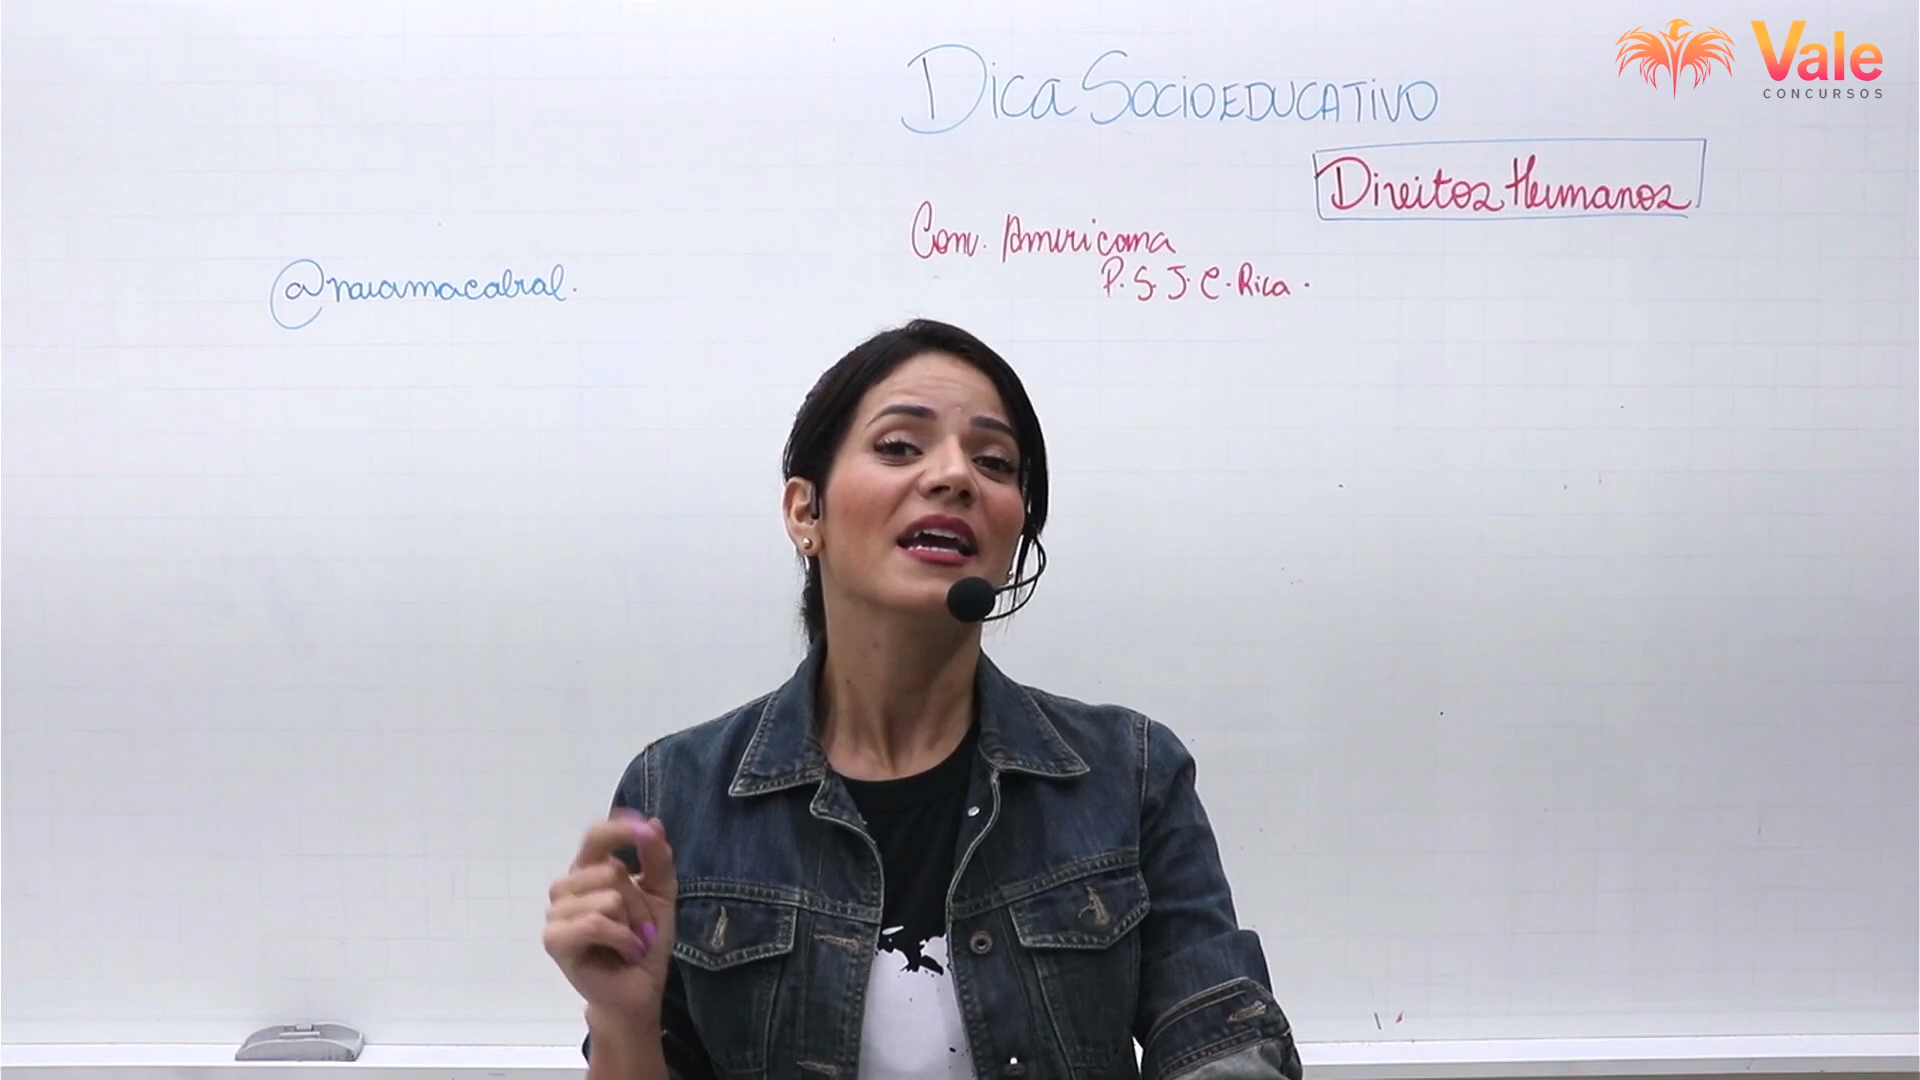 Vale
CONCURSOS
Dica SOCIOEDUCATIVO
Direitos Humanos
Conv. Americana
P. S. J. C. Rica.
@naiamacabral.